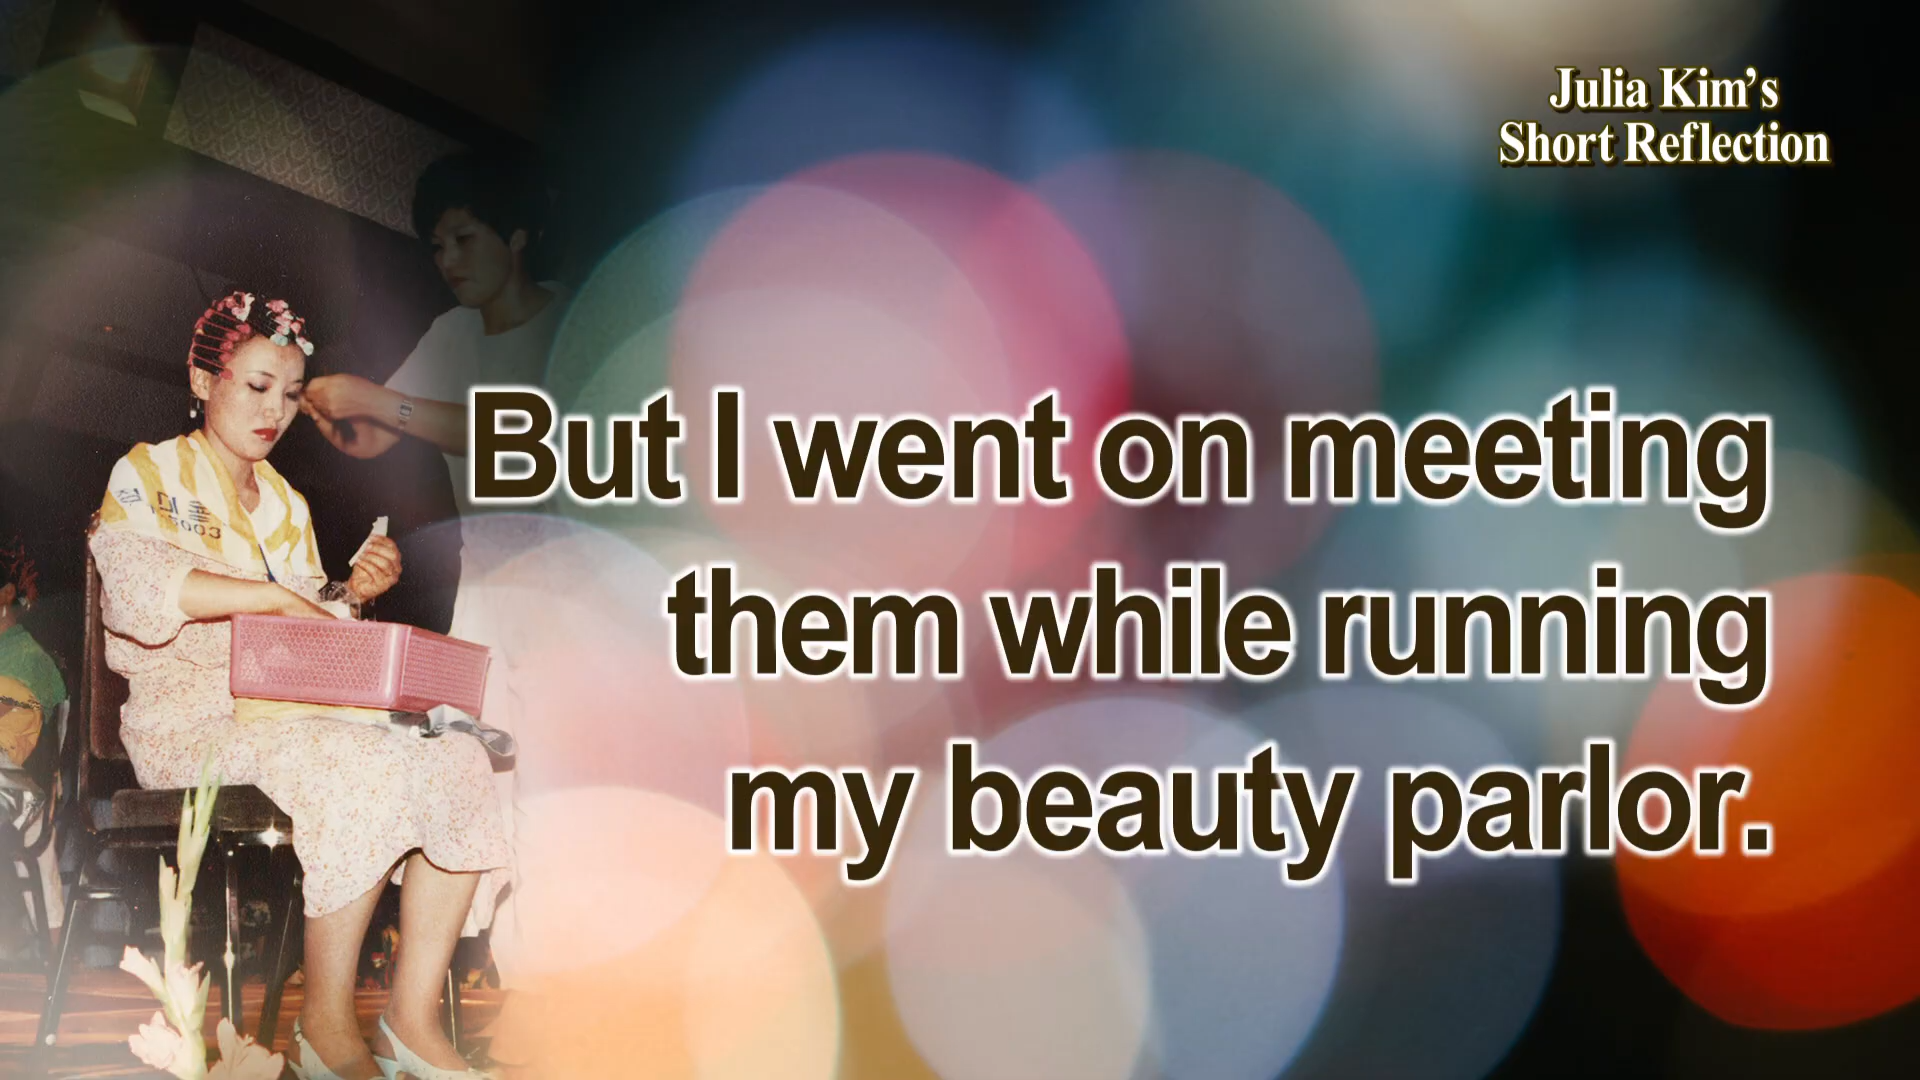 Julia Kim's
Short Reflection
But I went on meeting
them while running
my beauty parlor.